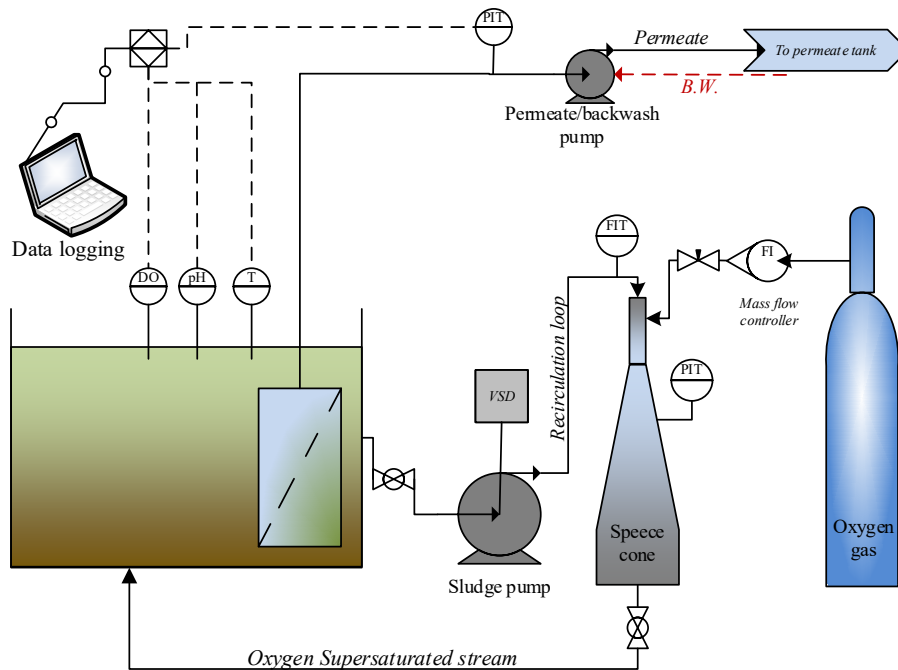 PIT
Permeate
To permeate tank
B.W.
Permeate/backwash
pump
Data logging
DO
pH
T
FIT
FI
Mass flow
controller
Recirculation loop
VSD
PIT
Speece
cone
Oxygen
gas
Sludge pump
Oxygen Supersaturated stream